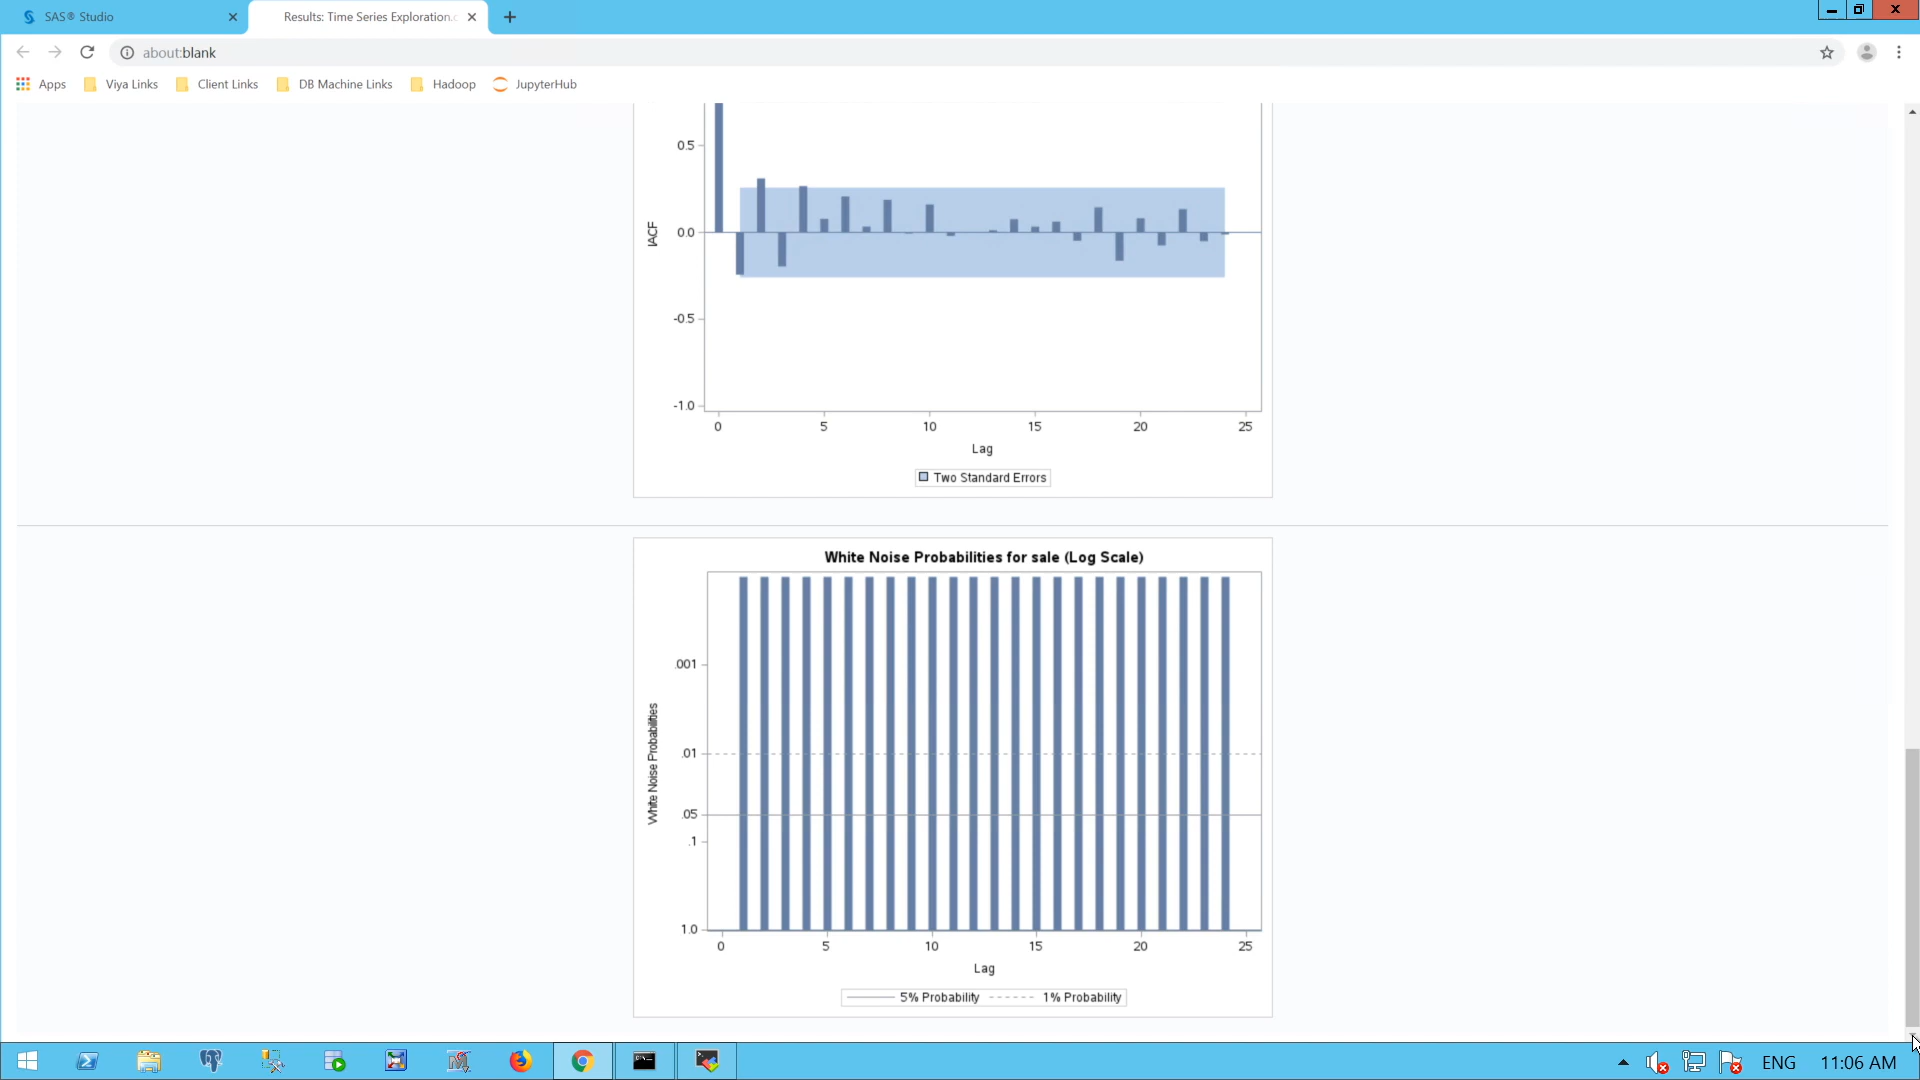 SAS® Studio
Results: Time Series Exploration.c
about:blank
Apps
Viya Links
Client Links
DB Machine Links
Hadoop
JupyterHub
0.5
0.0
-0.5
-1.0
IACF
0 5 10 15 20 25
Lag
Two Standard Errors
White Noise Probabilities for sale (Log Scale)
.001
.01
.05
.1
1.0
White Noise Probabilities
0 5 10 15 20 25
Lag
5% Probability 1% Probability
ENG
11:06 AM